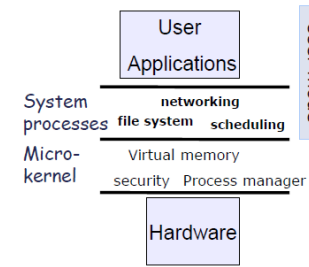 User
Applications
System
processes
networking
file system scheduling
Micro-
kernel
Virtual memory
security Process manager
Hardware